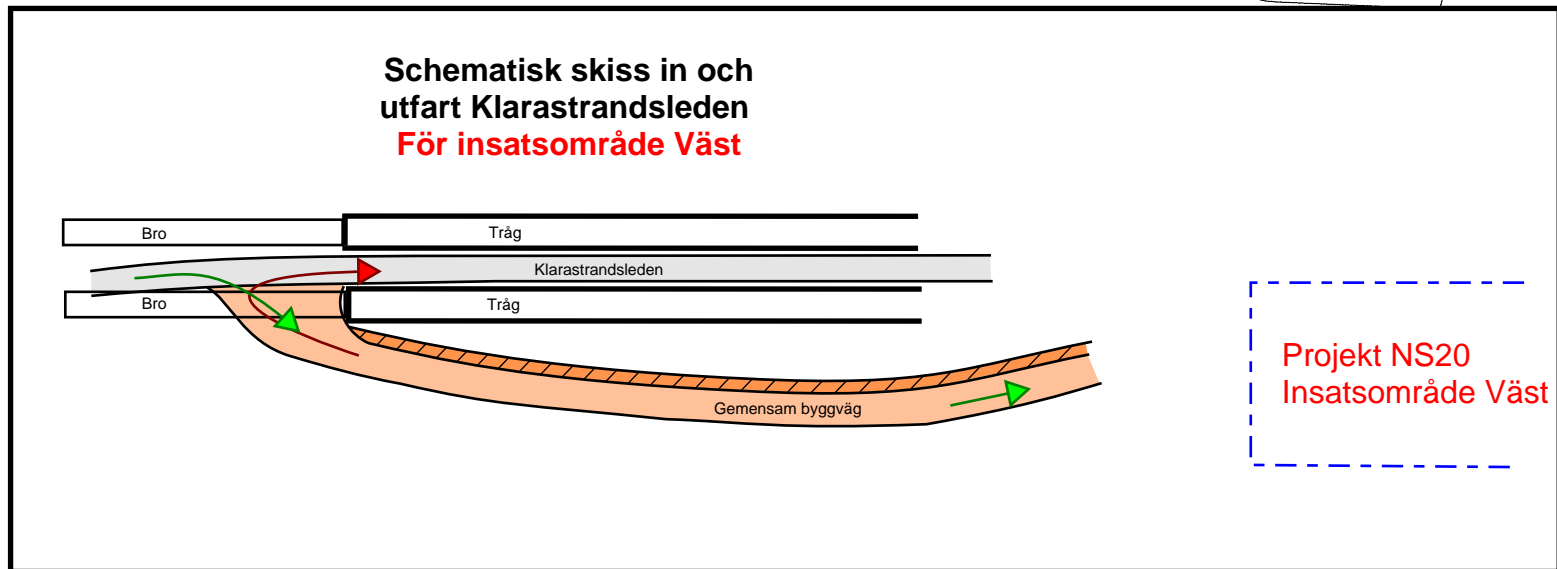 Schematisk skiss in och
utfart Klarastrandsleden
För insatsområde Väst
Bro
Tråg
Klarastrandsleden
Bro
Tråg
Gemensam byggväg
Projekt NS20
Insatsområde Väst